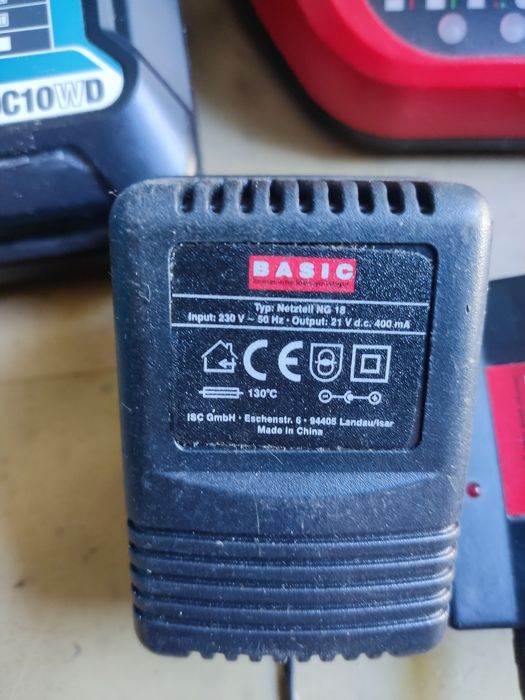 C10WD
BASIC
Typ: Netzteil NG 18
Input: 230 V ~ 50 Hz • Output: 21 V d.c. 400 mA
CE
130°C
ISC GmbH • Eschenstr. 6 • 94405 Landau/Isar
Made in China